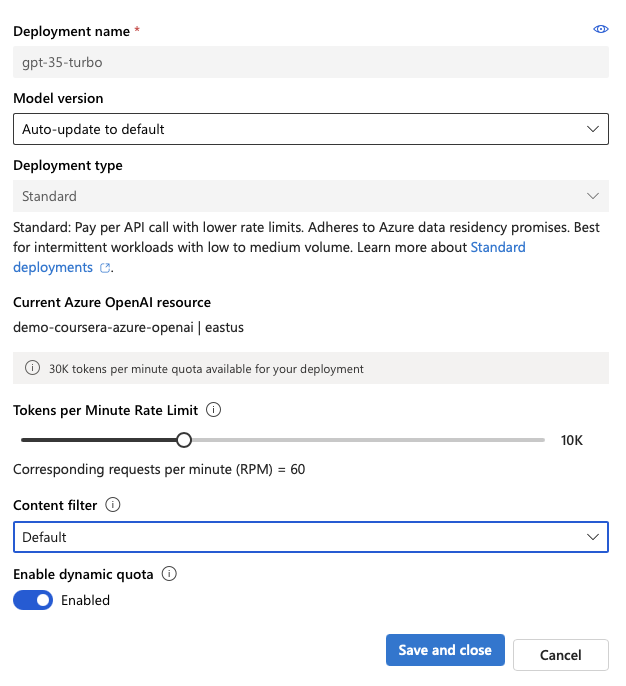 Deployment name *
gpt-35-turbo
Model version
Auto-update to default
Deployment type
Standard
Standard: Pay per API call with lower rate limits. Adheres to Azure data residency promises. Best
for intermittent workloads with low to medium volume. Learn more about Standard
deployments.
Current Azure OpenAI resource
demo-coursera-azure-openai | eastus
30K tokens per minute quota available for your deployment
Tokens per Minute Rate Limit
10K
Corresponding requests per minute (RPM) = 60
Content filter
Default
Enable dynamic quota
Enabled
Save and close
Cancel